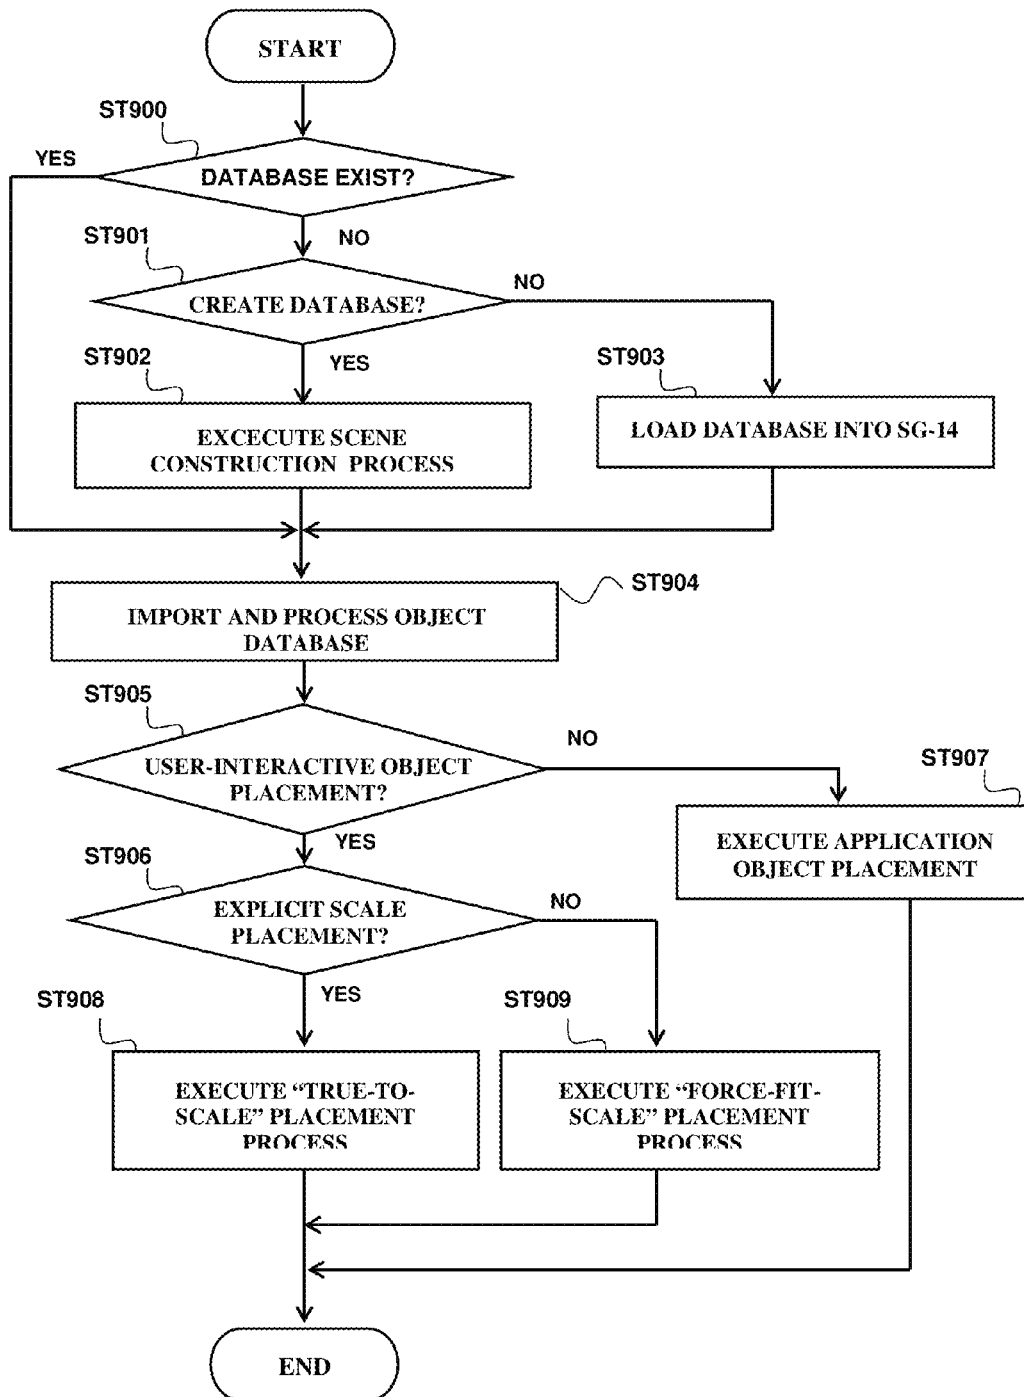 START
ST900
YES
DATABASE EXIST?
NO
ST901
CREATE DATABASE?
NO
YES
ST902
EXCECUTE SCENE
CONSTRUCTION PROCESS
ST903
LOAD DATABASE INTO SG-14
ST904
IMPORT AND PROCESS OBJECT
DATABASE
ST905
USER-INTERACTIVE OBJECT
PLACEMENT?
NO
YES
ST907
EXECUTE APPLICATION
OBJECT PLACEMENT
ST906
EXPLICIT SCALE
PLACEMENT?
NO
YES
ST908
EXECUTE “TRUE-TO-
SCALE” PLACEMENT
PROCESS
ST909
EXECUTE “FORCE-FIT-
SCALE” PLACEMENT
PROCESS
END